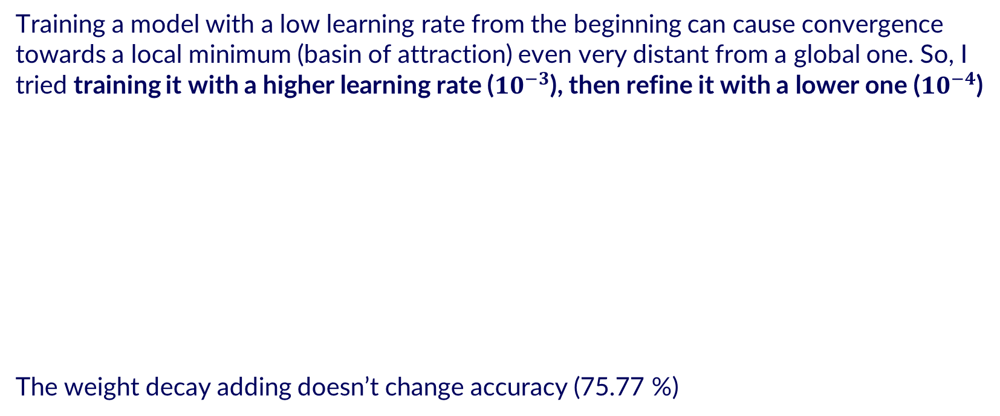 Training a model with a low learning rate from the beginning can cause convergence
towards a local minimum (basin of attraction) even very distant from a global one. So, I
tried training it with a higher learning rate (10⁻³), then refine it with a lower one (10⁻⁴)
The weight decay adding doesn’t change accuracy (75.77 %)